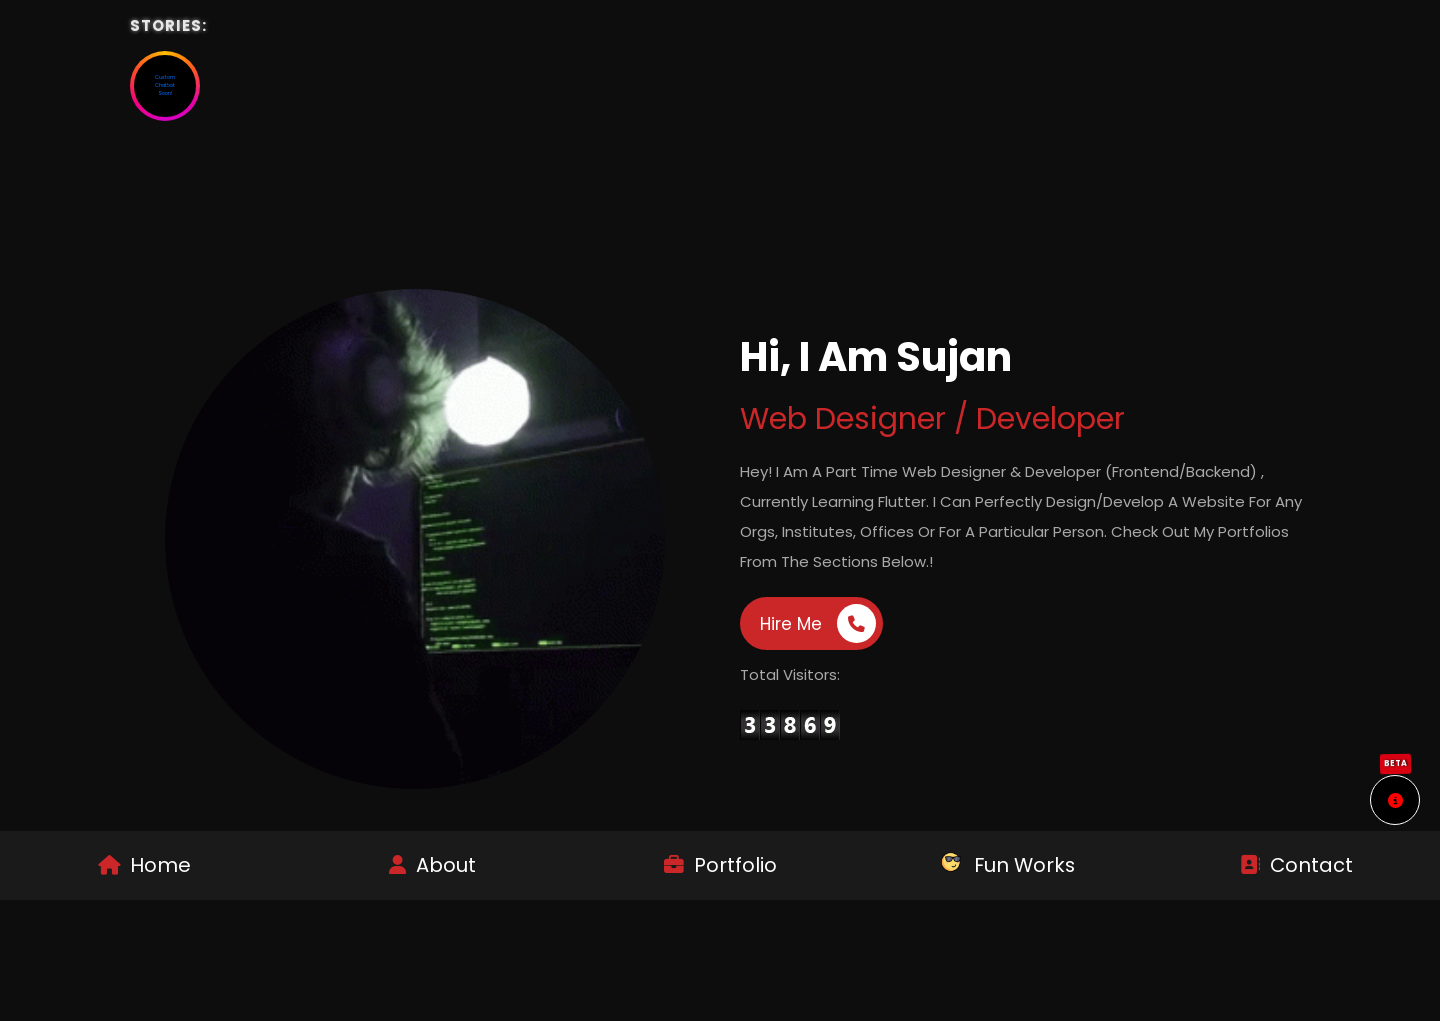 STORIES:
Custom
Chatbot
Soon!
Hi, I Am Sujan
Web Designer / Developer
Hey! I Am A Part Time Web Designer & Developer (Frontend/Backend) ,
Currently Learning Flutter. I Can Perfectly Design/Develop A Website For Any
Orgs, Institutes, Offices Or For A Particular Person. Check Out My Portfolios
From The Sections Below.!
Hire Me
Total Visitors:
33869
BETA
Home
About
Portfolio
Fun Works
Contact